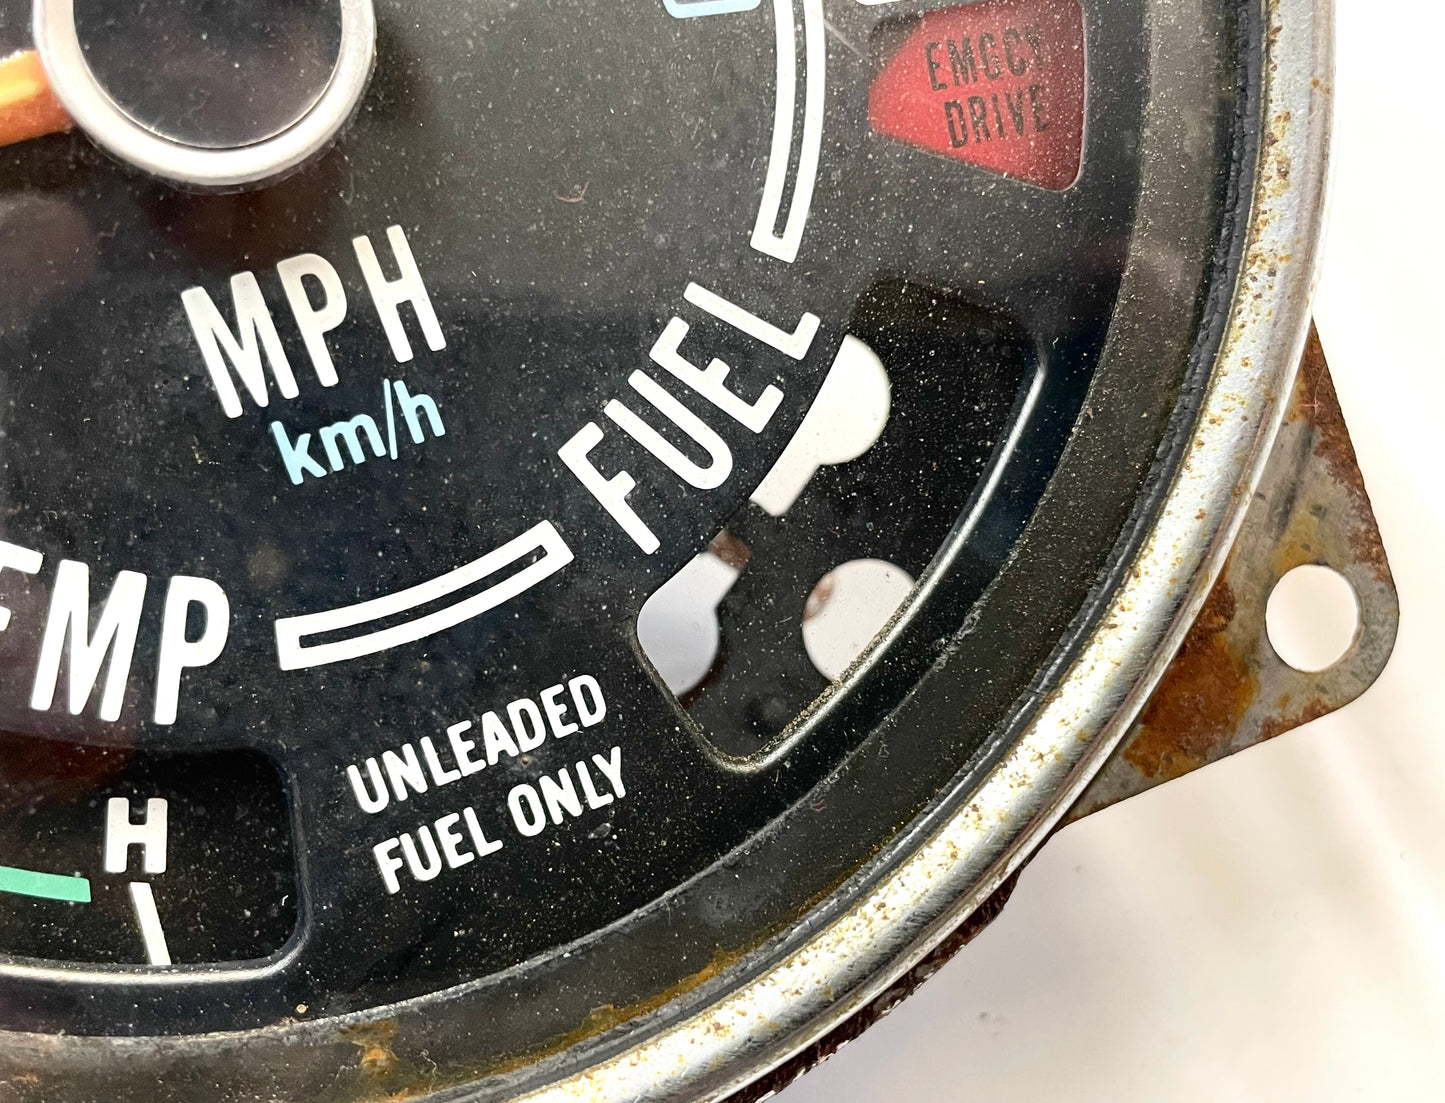 EMGCY
DRIVE
MPH
km/h
FUEL
EMP
H
UNLEADED
FUEL ONLY